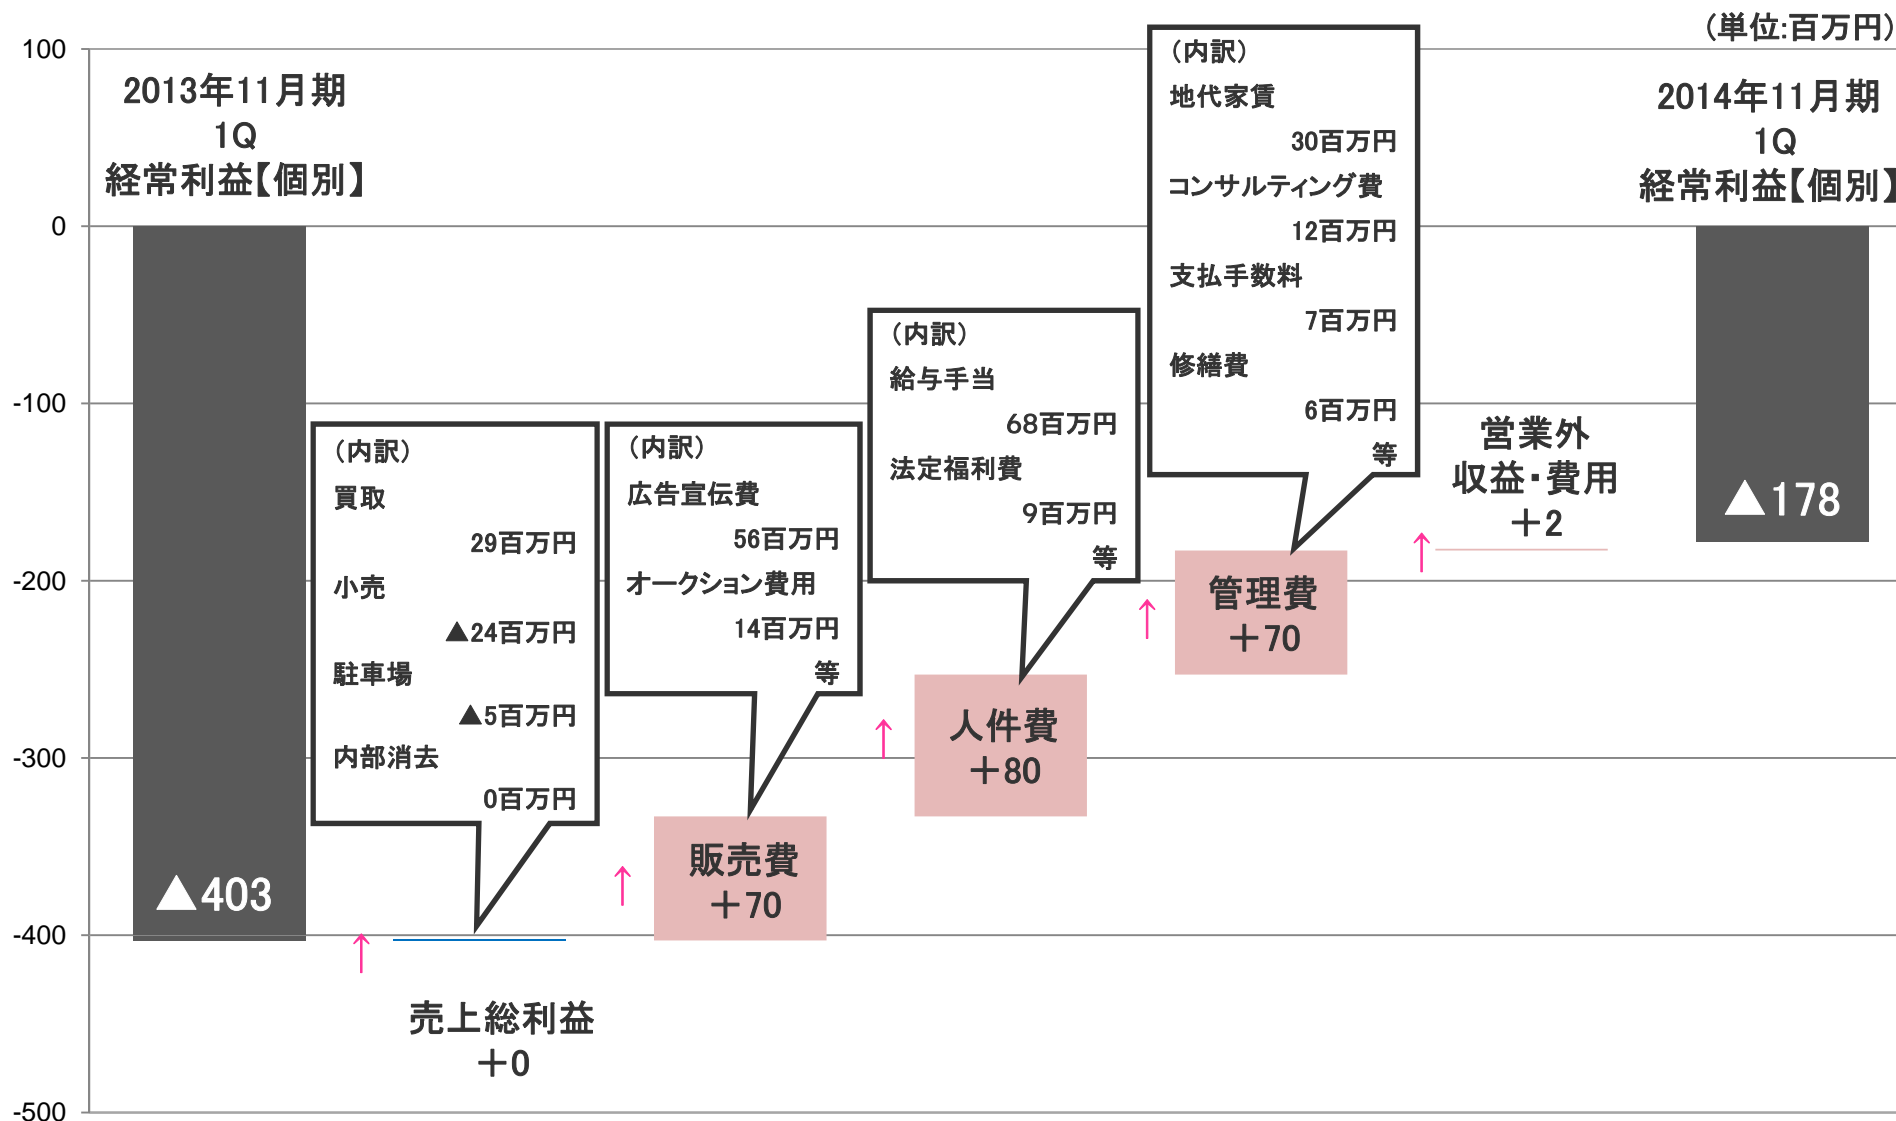 (単位:百万円)
100
0
-100
-200
-300
-400
-500
2013年11月期
1Q
経常利益【個別】
▲403
(内訳)
買取
29百万円
小売
▲24百万円
駐車場
▲5百万円
内部消去
0百万円
↑
売上総利益
+0
(内訳)
広告宣伝費
56百万円
オークション費用
14百万円
等
↑
販売費
+70
(内訳)
給与手当
68百万円
法定福利費
9百万円
等
↑
人件費
+80
(内訳)
地代家賃
30百万円
コンサルティング費
12百万円
支払手数料
7百万円
修繕費
6百万円
等
↑
管理費
+70
↑
営業外
収益・費用
+2
2014年11月期
1Q
経常利益【個別】
▲178